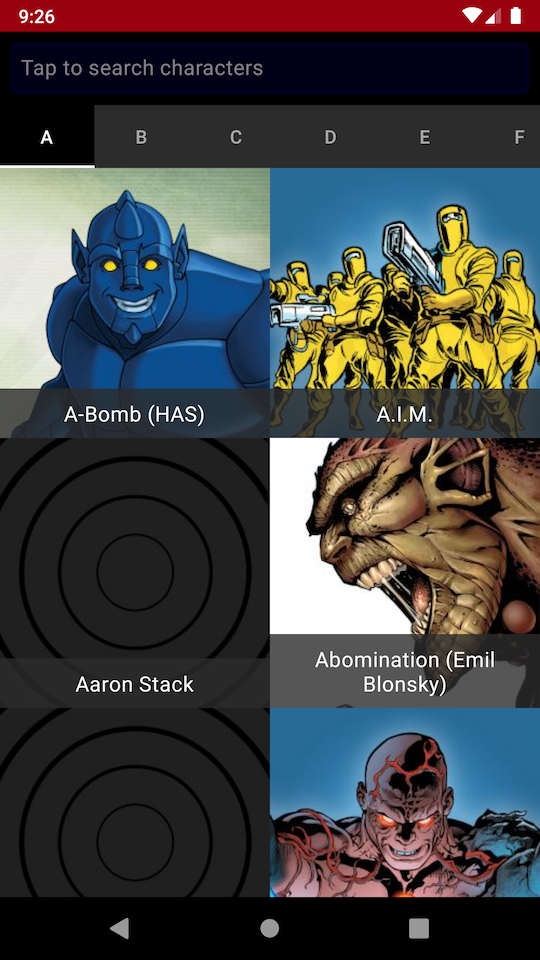 9:26
Tap to search characters
A B C D E F
A-Bomb (HAS)
A.I.M.
Aaron Stack
Abomination (Emil
Blonsky)